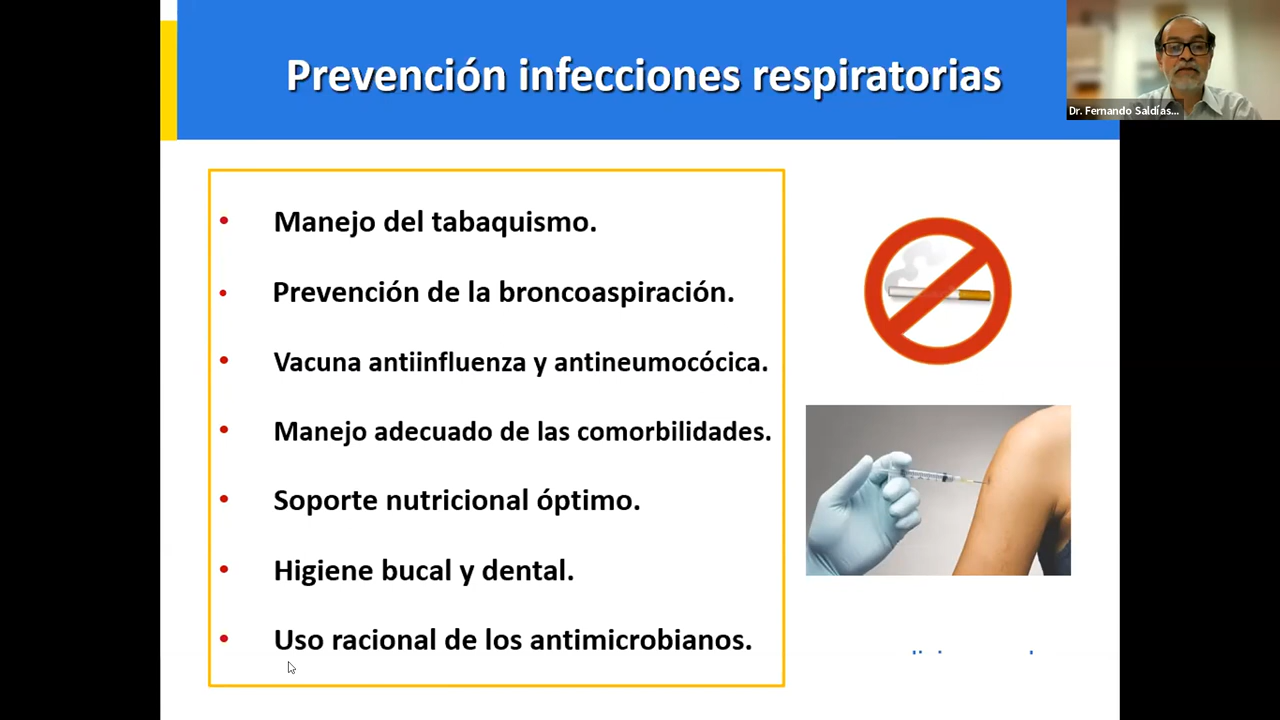 Prevención infecciones respiratorias
Dr. Fernando Saldías...
• Manejo del tabaquismo.
• Prevención de la broncoaspiración.
• Vacuna antiinfluenza y antineumocócica.
• Manejo adecuado de las comorbilidades.
• Soporte nutricional óptimo.
• Higiene bucal y dental.
• Uso racional de los antimicrobianos.